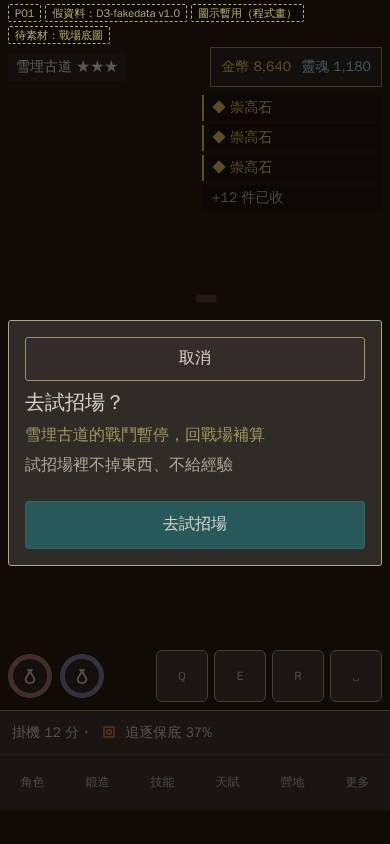 P01 假資料：D3-fakedata v1.0 圖示暫用（程式畫）
待素材：戰場底圖
雪埋古道 ★★★
金幣 8,640 靈魂 1,180
◆ 崇高石
◆ 崇高石
◆ 崇高石
+12 件已收
取消
去試招場？
雪埋古道的戰鬥暫停，回戰場補算
試招場裡不掉東西、不給經驗
去試招場
Q E R ⎵
掛機 12 分 · 追逐保底 37%
角色 鍛造 技能 天賦 營地 更多